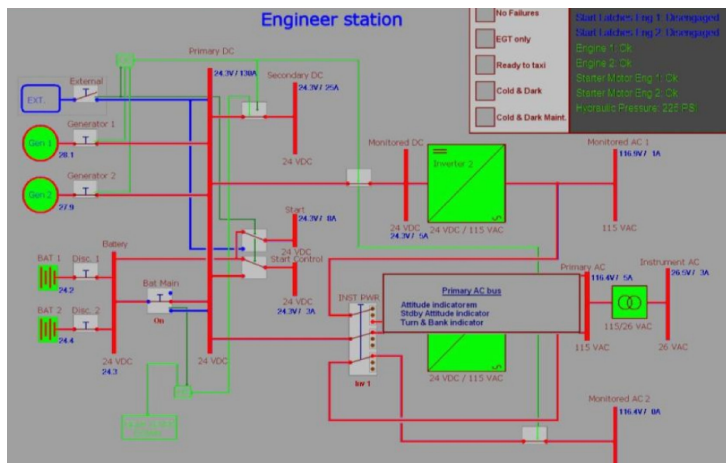 Engineer station
No Failures
EGT only
Ready to taxi
Cold & Dark
Cold & Dark Maint.
Start Latches Eng 1: Disengaged
Start Latches Eng 2: Disengaged
Engine 1: Ok
Engine 2: Ok
Starter Motor Eng 1: Ok
Starter Motor Eng 2: Ok
Primary DC
24.3V / 130A
Secondary DC
24.3V / 25A
24 VDC
External
EXT.
Generator 1
Gen 1
28.1
Generator 2
Gen 2
27.9
Monitored DC
24 VDC
24.3V / 5A
Inverter 2
24 VDC / 115 VAC
Monitored AC 1
116.9V / 1A
115 VAC
Start
24.3V / 0A
24 VDC
Start Control
24 VDC
24.3V / 3A
Battery
BAT 1
Disc. 1
24.2
BAT 2
Disc. 2
24.4
24 VDC
24.3
Bat Main
On
24 VDC
INST PWR
Inv 1
Primary AC bus
Attitude indicatorem
Stdby Attitude indicator
Turn & Bank indicator
24 VDC / 115 VAC
Primary AC
116.4V / 5A
115 VAC
115/26 VAC
Instrument AC
26.5V / 3A
26 VAC
Monitored AC 2
116.4V / 0A
115 VAC